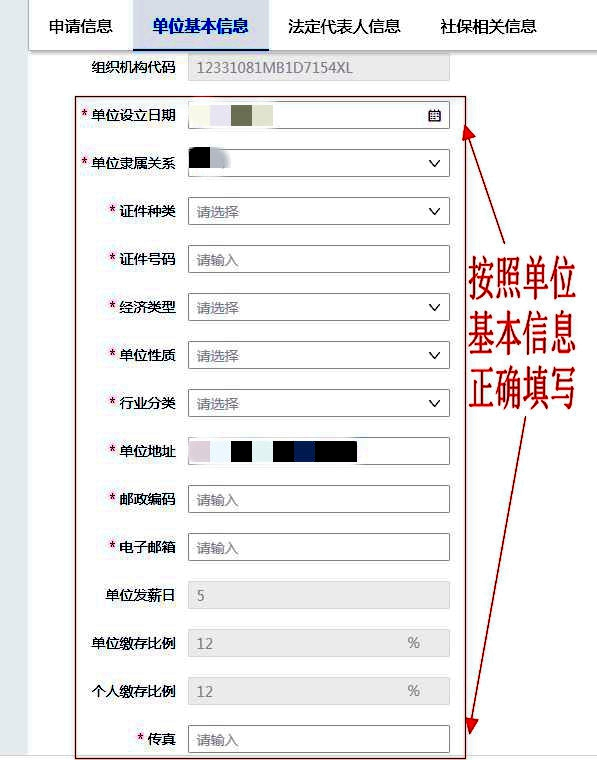 申请信息 单位基本信息 法定代表人信息 社保相关信息
组织机构代码 12331081MB1D7154XL
* 单位设立日期
* 单位隶属关系
* 证件种类 请选择
* 证件号码 请输入
* 经济类型 请选择
* 单位性质 请选择
* 行业分类 请选择
* 单位地址
* 邮政编码 请输入
* 电子邮箱 请输入
单位发薪日 5
单位缴存比例 12 %
个人缴存比例 12 %
* 传真 请输入
按照单位
基本信息
正确填写